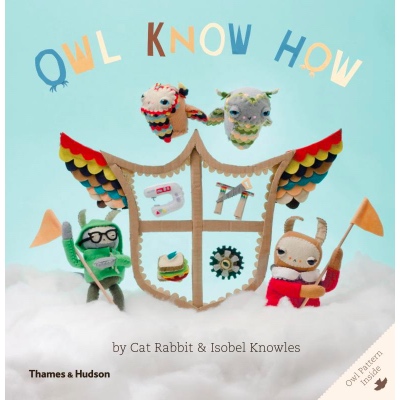 OWL KNOW HOW
by Cat Rabbit & Isobel Knowles
Thames & Hudson
Owl Pattern
Inside